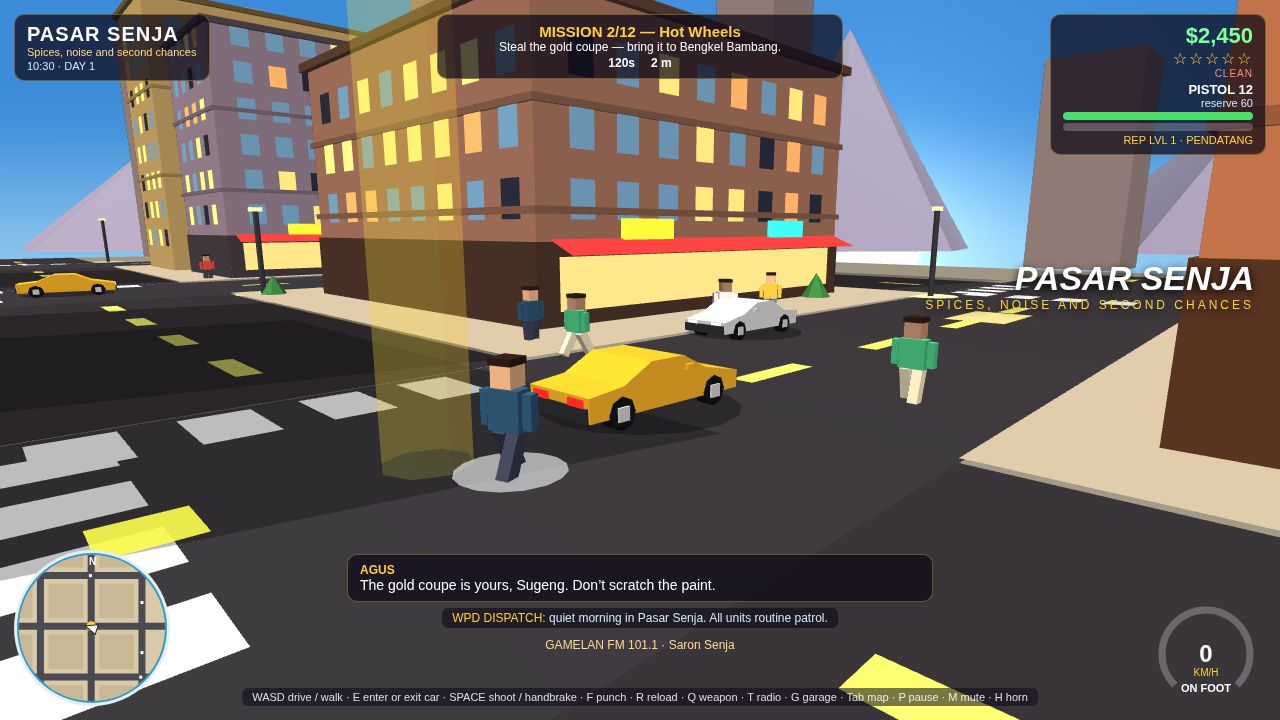 PASAR SENJA
Spices, noise and second chances
10:30 · DAY 1
MISSION 2/12 — Hot Wheels
Steal the gold coupe — bring it to Bengkel Bambang.
120s 2 m
$2,450
☆☆☆☆☆
CLEAN
PISTOL 12
reserve 60
REP LVL 1 · PENDATANG
PASAR SENJA
SPICES, NOISE AND SECOND CHANCES
AGUS
The gold coupe is yours, Sugeng. Don’t scratch the paint.
WPD DISPATCH: quiet morning in Pasar Senja. All units routine patrol.
GAMELAN FM 101.1 · Saron Senja
N
0
KM/H
ON FOOT
WASD drive / walk · E enter or exit car · SPACE shoot / handbrake · F punch · R reload · Q weapon · T radio · G garage · Tab map · P pause · M mute · H horn